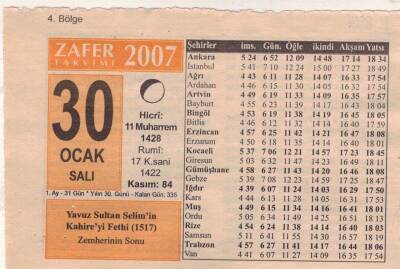 4. Bölge
ZAFER 2007
TAKVİMİ
30
OCAK
SALI
Hicrî:
11 Muharrem
1428
Rumî:
17 K.sani
1422
Kasım: 84
1. Ay - 31 Gün * Yılın 30. Günü - Kalan Gün: 335
Yavuz Sultan Selim'in
Kahire'yi Fethi (1517)
Zemherinin Sonu
Şehirler ims. Gün. Öğle ikindi Akşam Yatsı
Ankara 5 24 6 52 12 09 14 48 17 14 18 34
İstanbul 5 41 7 10 12 24 15 00 17 27 18 49
Ağrı 4 43 6 11 11 28 14 07 16 33 17 54
Ardahan 4 46 6 15 11 30 14 05 16 32 17 54
Artvin 4 49 6 19 11 33 14 09 16 35 17 57
Bayburt 4 55 6 23 11 39 14 17 16 43 18 04
Bingöl 4 53 6 19 11 38 14 19 16 45 18 05
Bitlis 4 46 6 12 11 32 14 14 16 40 17 59
Erzincan 4 57 6 25 11 42 14 21 16 47 18 08
Erzurum 4 50 6 18 11 35 14 14 16 40 18 01
Kocaeli 5 37 7 06 12 21 14 57 17 23 18 45
Giresun 5 03 6 32 11 47 14 23 16 49 18 11
Gümüşhane 4 58 6 27 11 43 14 20 16 46 18 08
Gebze 5 39 7 08 12 23 14 59 17 25 18 47
Iğdır 4 39 6 07 11 24 14 03 16 29 17 50
Kars 4 44 6 13 11 28 14 05 16 31 17 53
Muş 4 49 6 15 11 34 14 16 16 41 18 01
Ordu 5 05 6 34 11 49 14 25 16 51 18 13
Rize 4 54 6 24 11 38 14 14 16 40 18 03
Samsun 5 11 6 41 11 55 14 30 16 57 18 19
Trabzon 4 57 6 27 11 41 14 17 16 44 18 06
Van 4 41 6 07 11 27 14 09 16 35 17 54